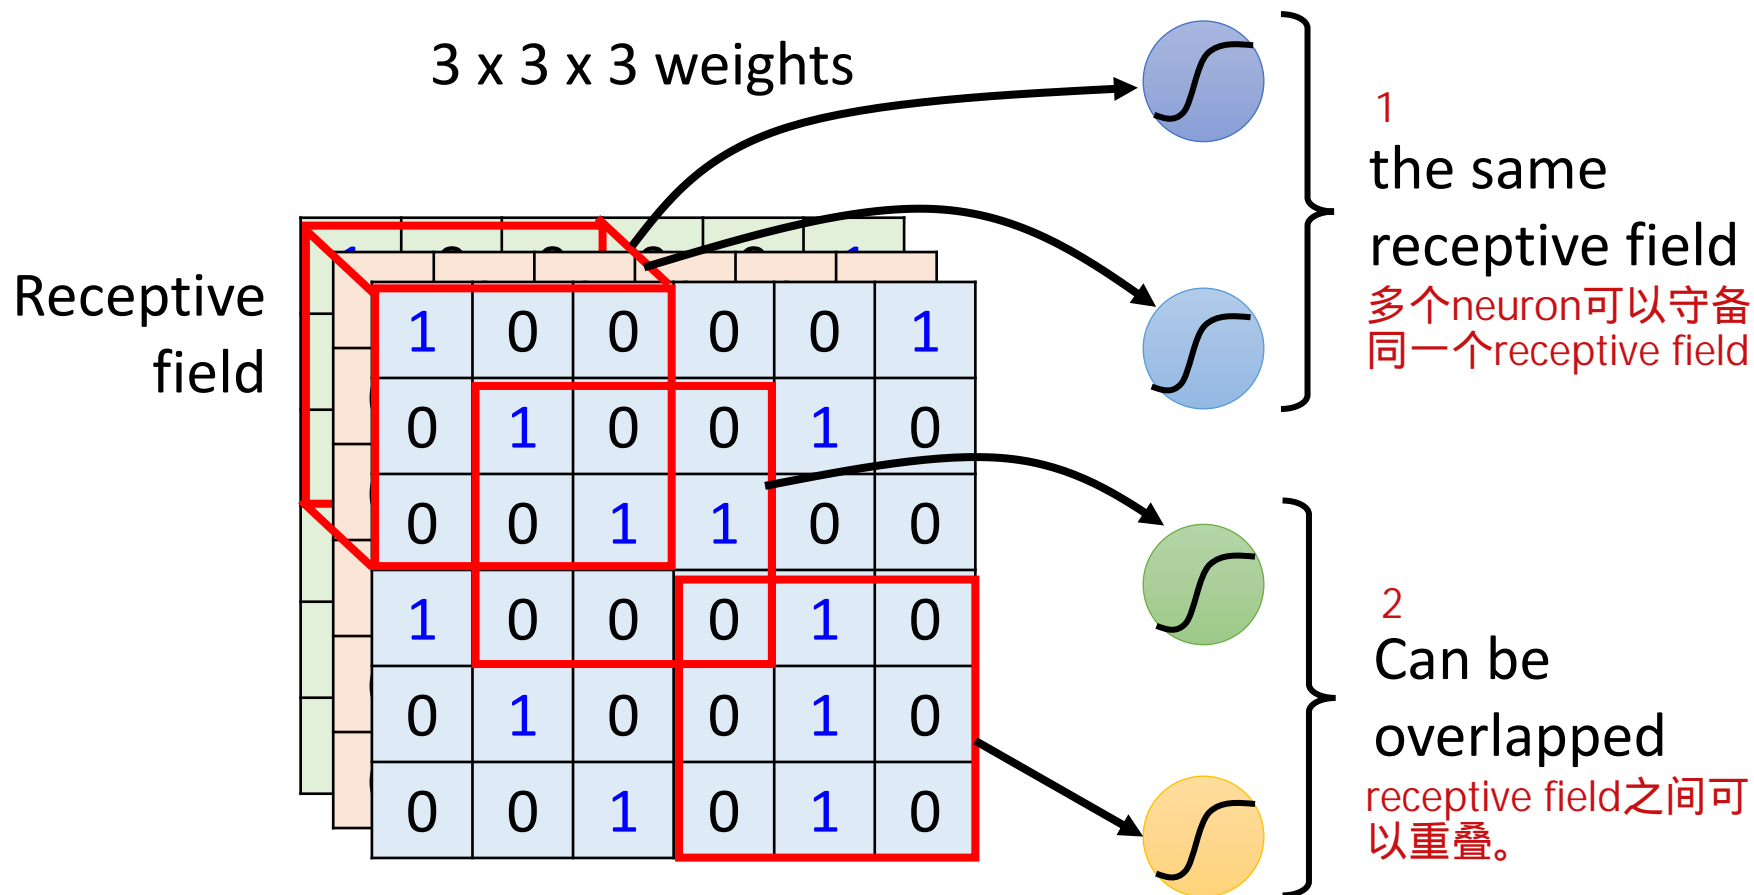 3 x 3 x 3 weights
Receptive
field
1 0 0 0 0 1
0 1 0 0 1 0
0 0 1 1 0 0
1 0 0 0 1 0
0 1 0 0 1 0
0 0 1 0 1 0
1
the same
receptive field
多个neuron可以守备
同一个receptive field
2
Can be
overlapped
receptive field之间可
以重叠。